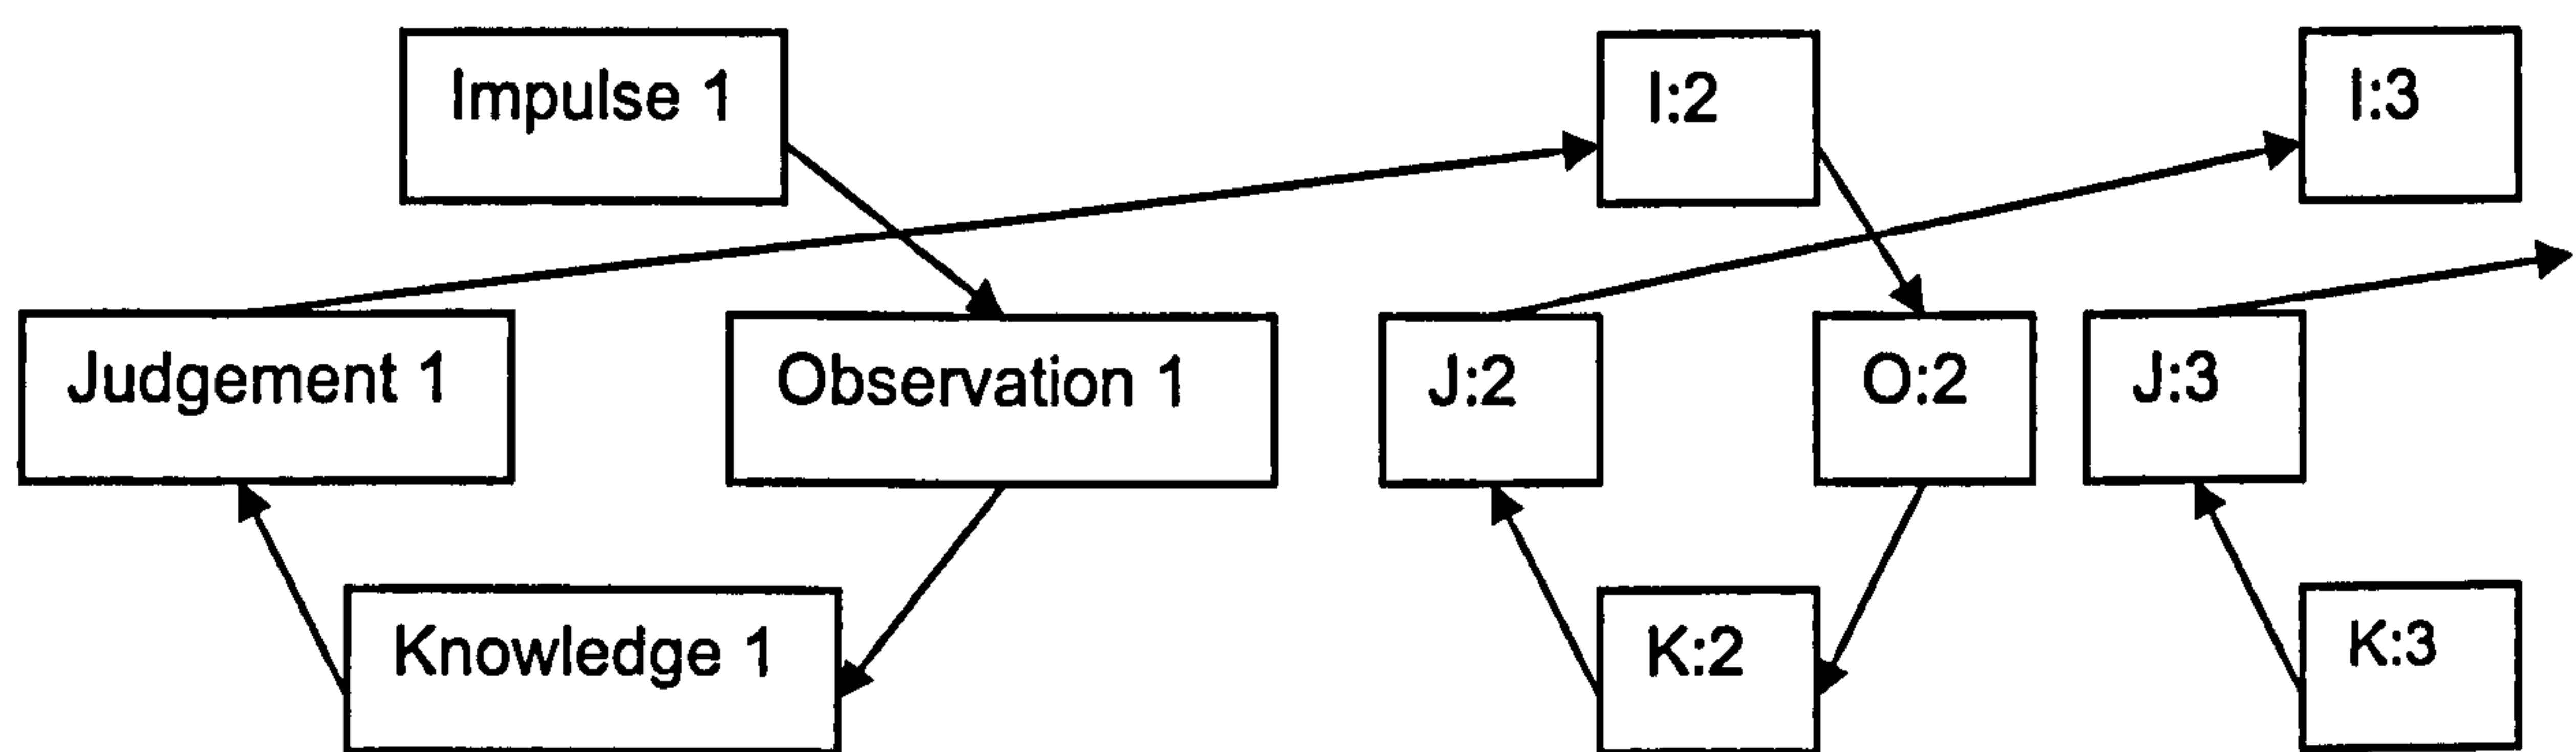 Impulse 1
I:2
I:3
Judgement 1
Observation 1
J:2
O:2
J:3
Knowledge 1
K:2
K:3